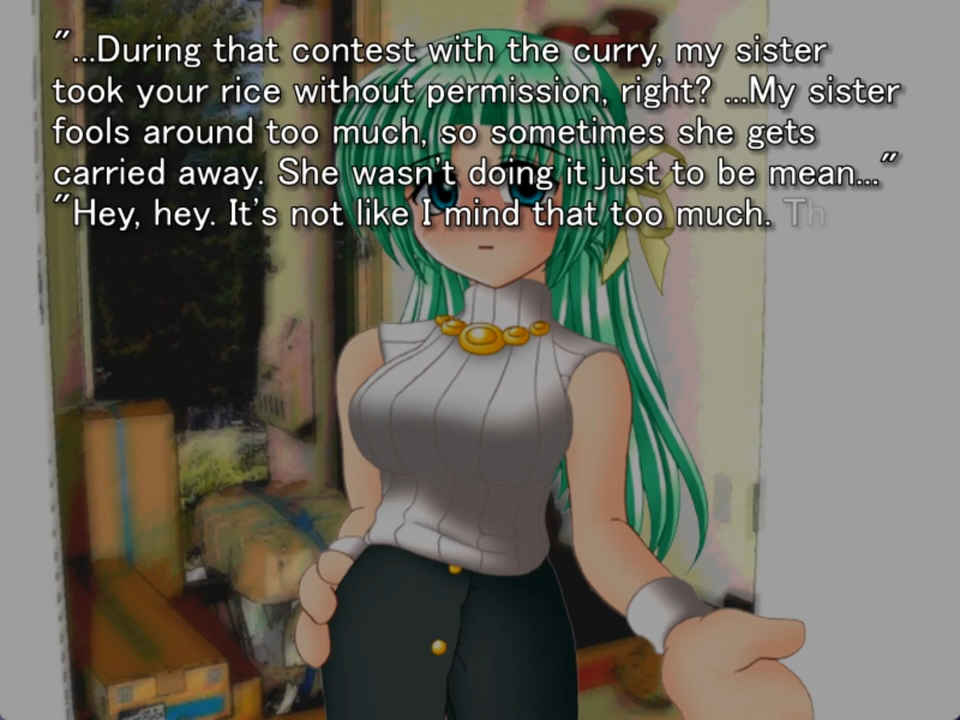 "...During that contest with the curry, my sister
took your rice without permission, right? ...My sister
fools around too much, so sometimes she gets
carried away. She wasn't doing it just to be mean..."
"Hey, hey. It's not like I mind that too much. Th